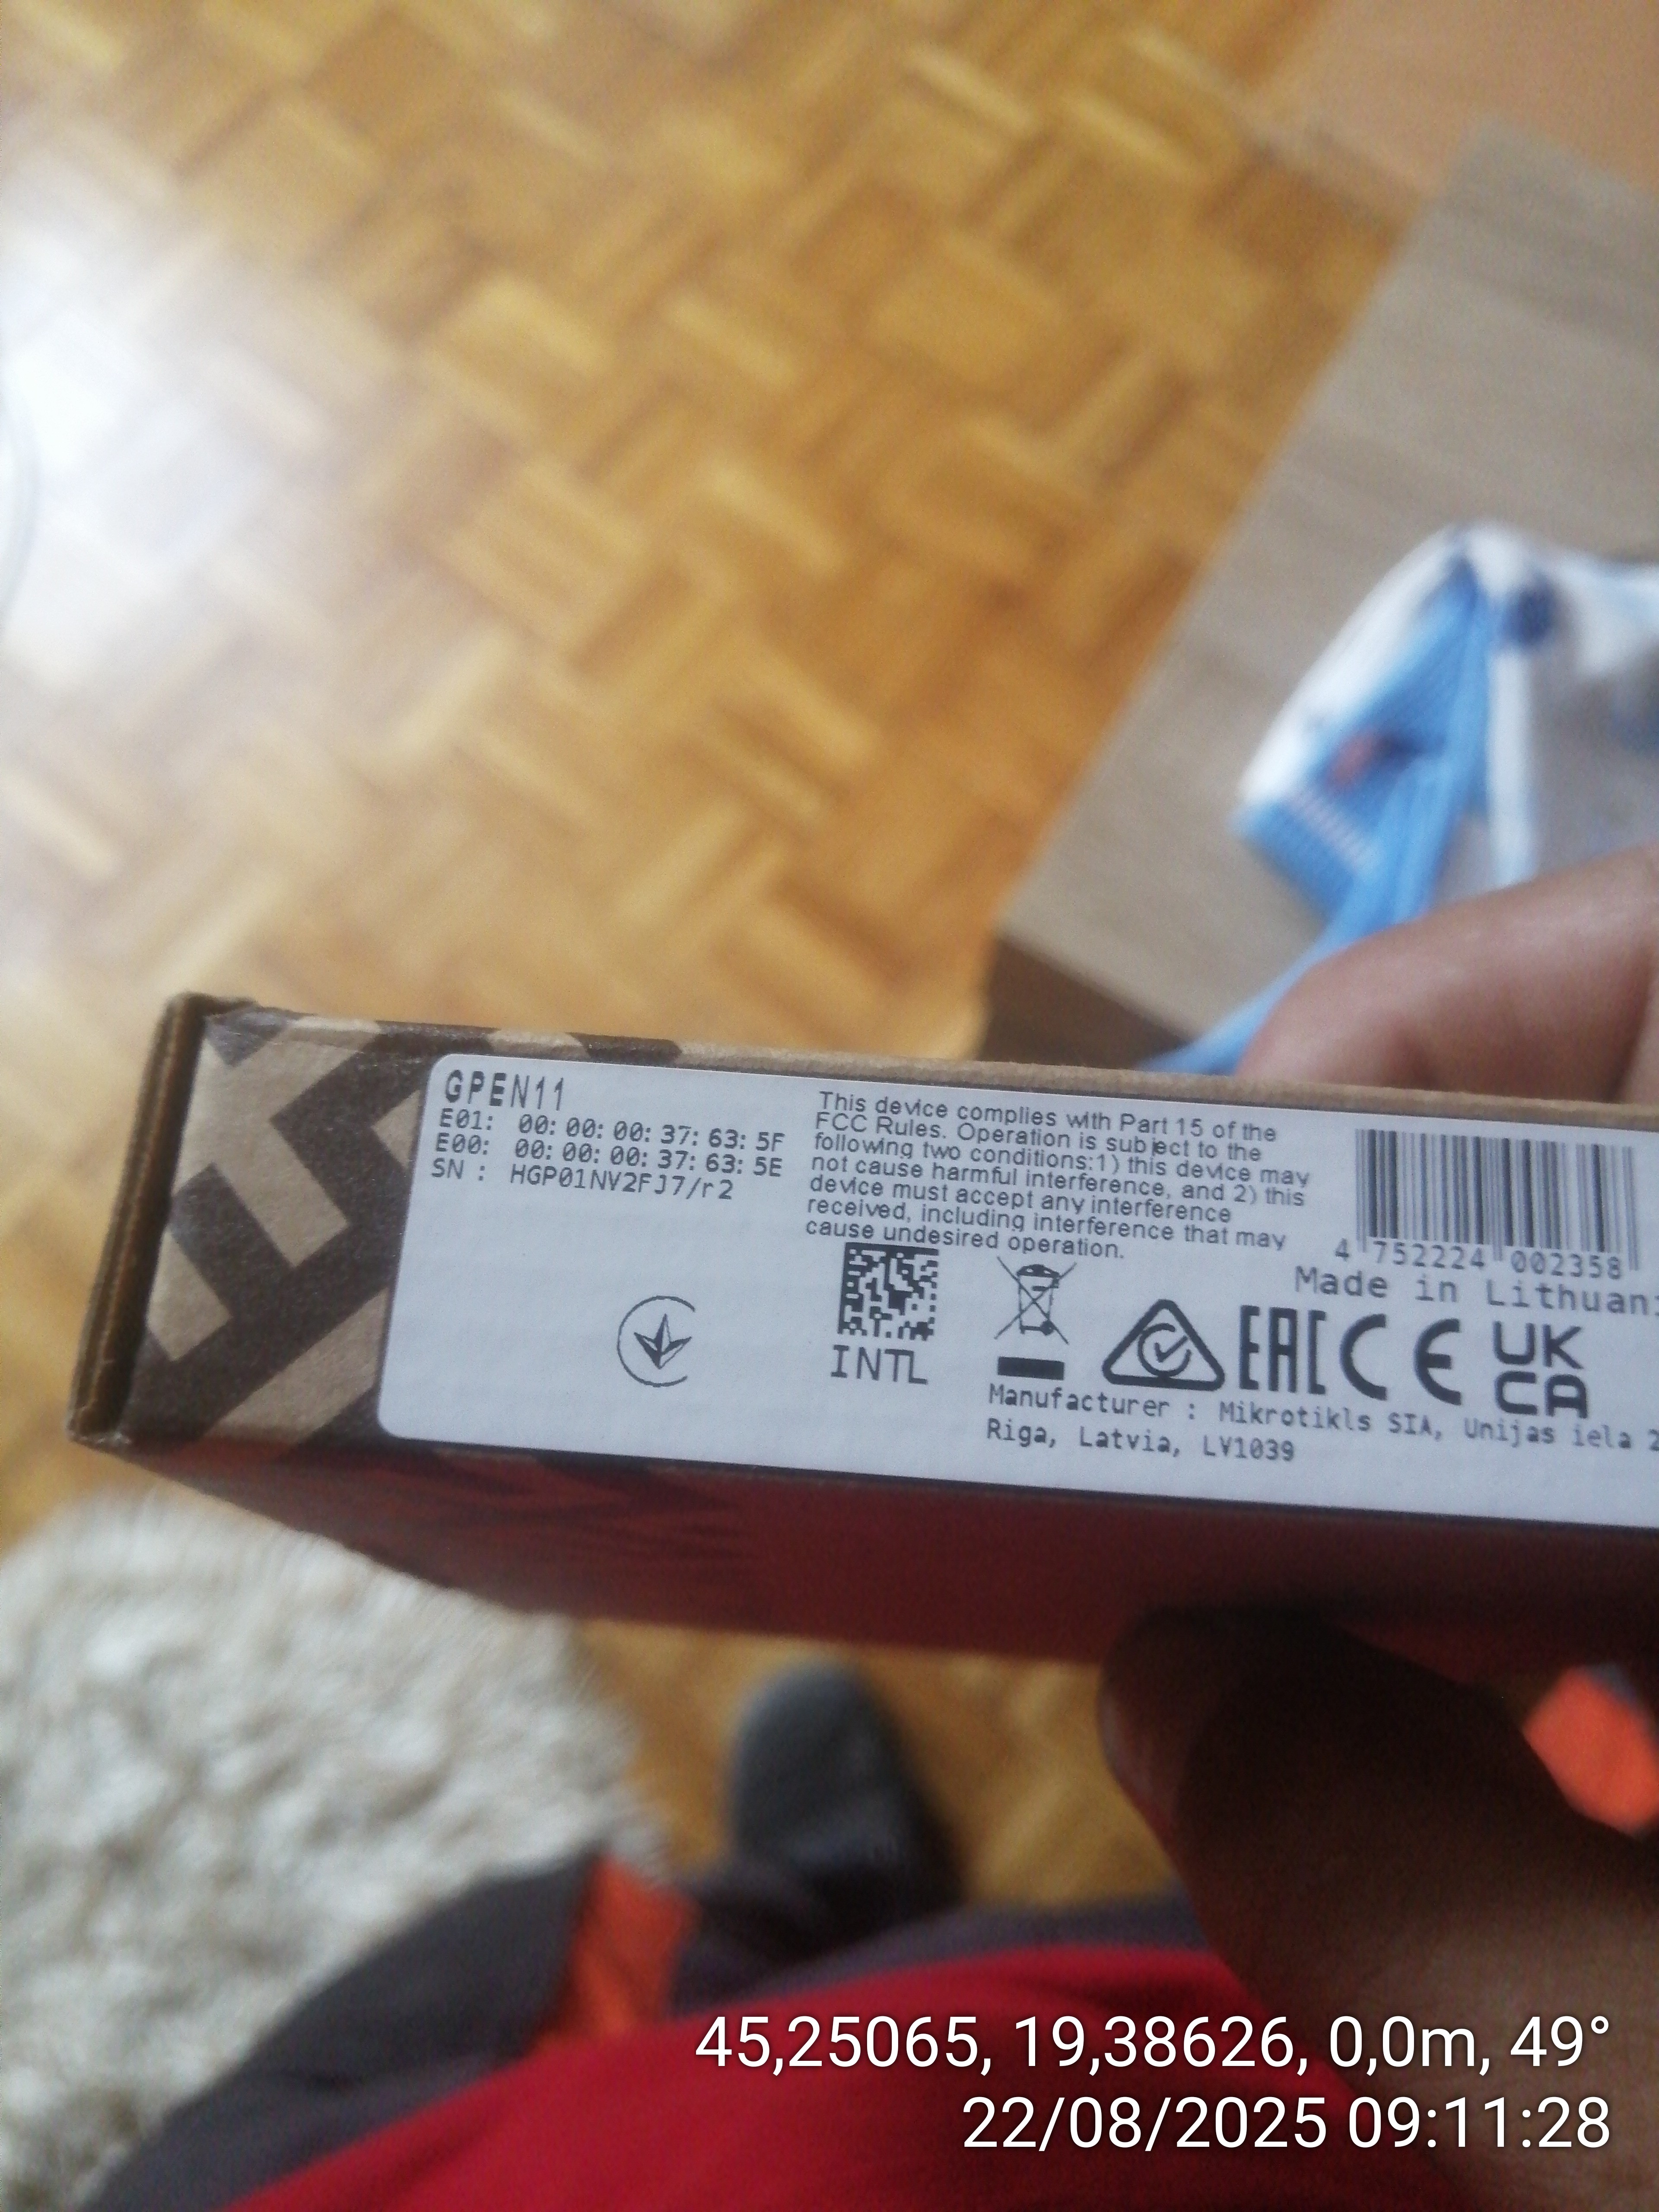 GPEN11
E01: 00:00:00:37:63:5F
E00: 00:00:00:37:63:5E
SN : HGP01NV2FJ7/r2
This device complies with Part 15 of the
FCC Rules. Operation is subject to the
following two conditions:1) this device may
not cause harmful interference, and 2) this
device must accept any interference
received, including interference that may
cause undesired operation.
4 752224 002358
Made in Lithuan
INTL
EAC CE UK
CA
Manufacturer : Mikrotikls SIA, Unijas iela 2
Riga, Latvia, LV1039
45,25065, 19,38626, 0,0m, 49°
22/08/2025 09:11:28